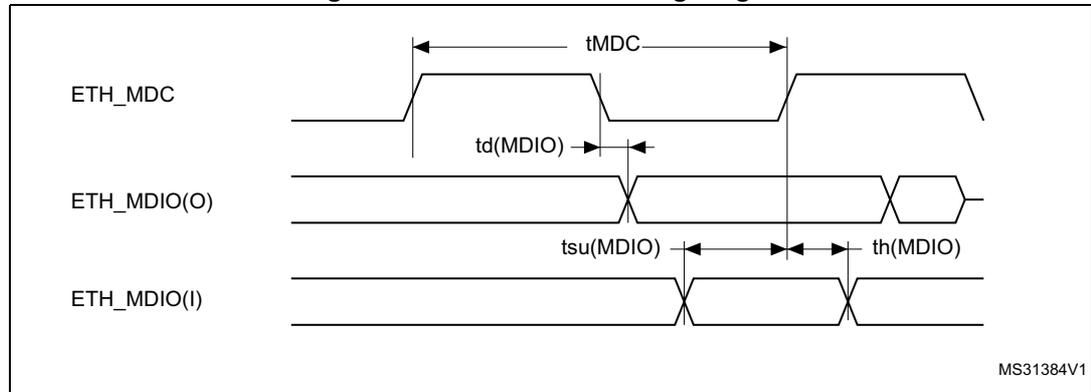 tMDC
ETH_MDC
td(MDIO)
ETH_MDIO(O)
tsu(MDIO) th(MDIO)
ETH_MDIO(I)
MS31384V1